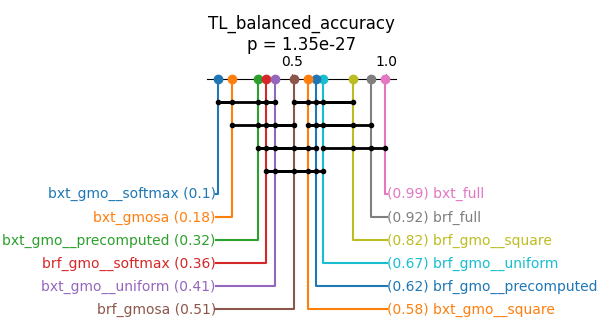 TL_balanced_accuracy
p = 1.35e-27
0.5 1.0
bxt_gmo__softmax (0.1) (0.99) bxt_full
bxt_gmosa (0.18) (0.92) brf_full
bxt_gmo__precomputed (0.32) (0.82) brf_gmo__square
brf_gmo__softmax (0.36) (0.67) brf_gmo__uniform
bxt_gmo__uniform (0.41) (0.62) brf_gmo__precomputed
brf_gmosa (0.51) (0.58) bxt_gmo__square